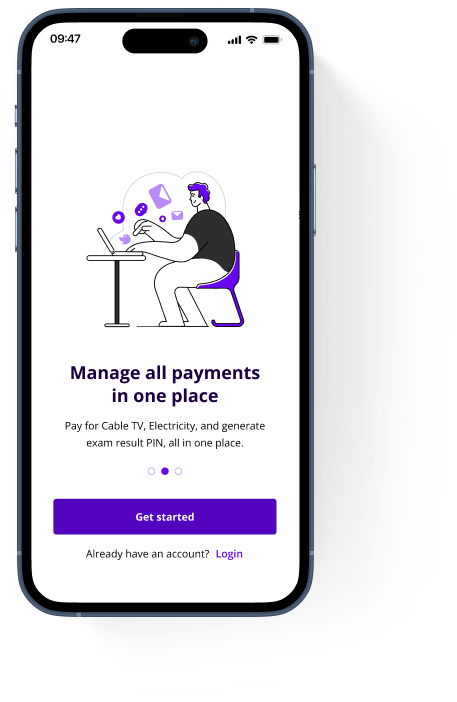 09:47
Manage all payments
in one place
Pay for Cable TV, Electricity, and generate
exam result PIN, all in one place.
Get started
Already have an account? Login